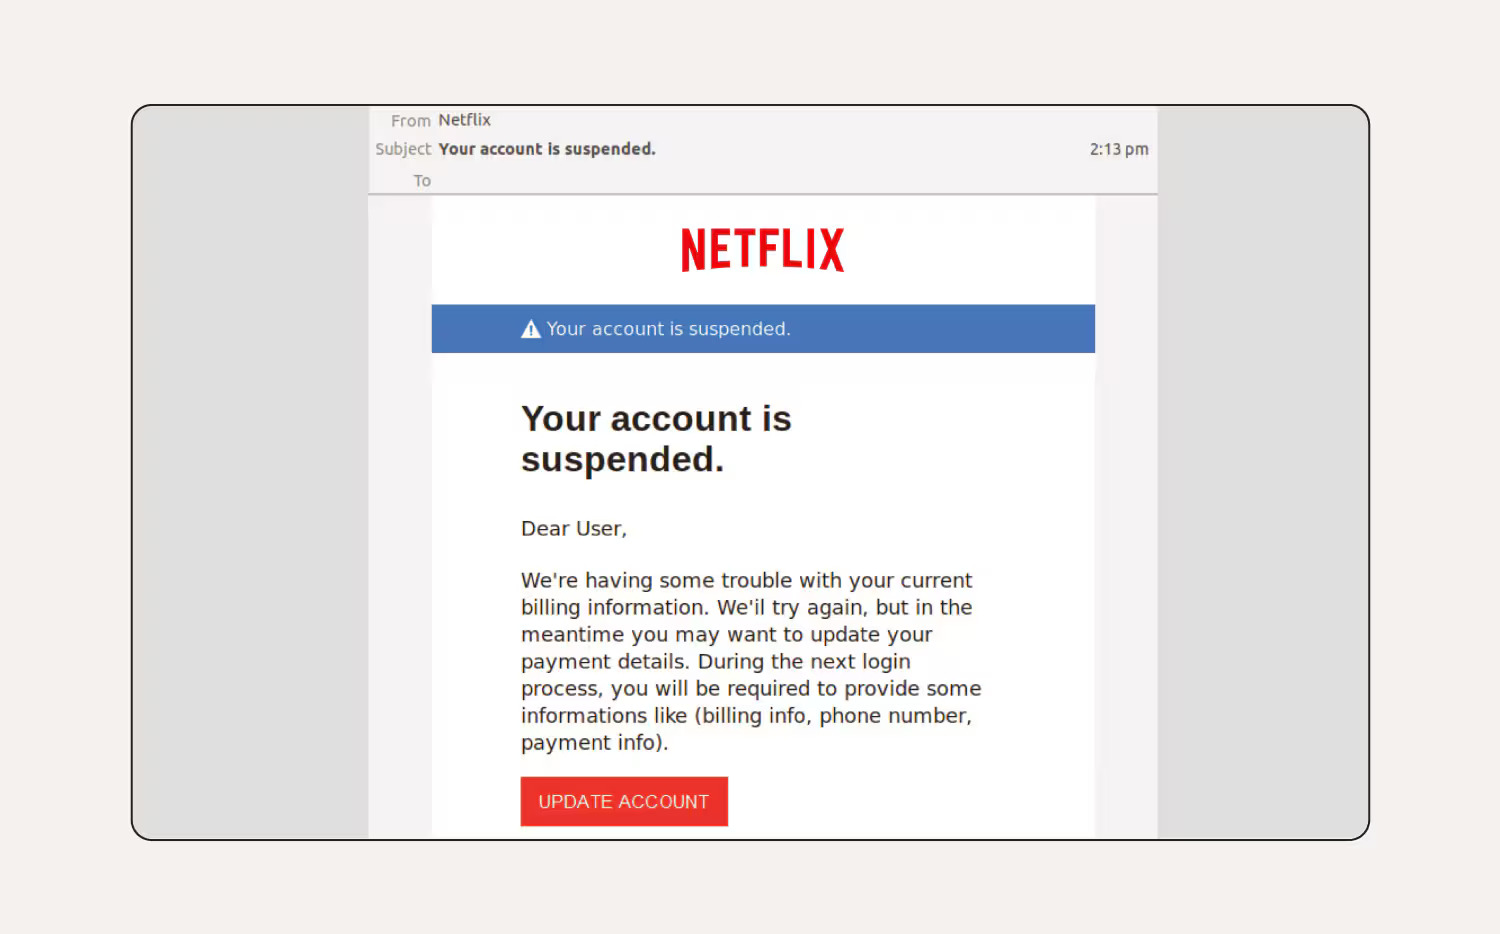 From Netflix
Subject Your account is suspended. 2:13 pm
To
NETFLIX
Your account is suspended.
Your account is
suspended.
Dear User,
We're having some trouble with your current
billing information. We'il try again, but in the
meantime you may want to update your
payment details. During the next login
process, you will be required to provide some
informations like (billing info, phone number,
payment info).
UPDATE ACCOUNT